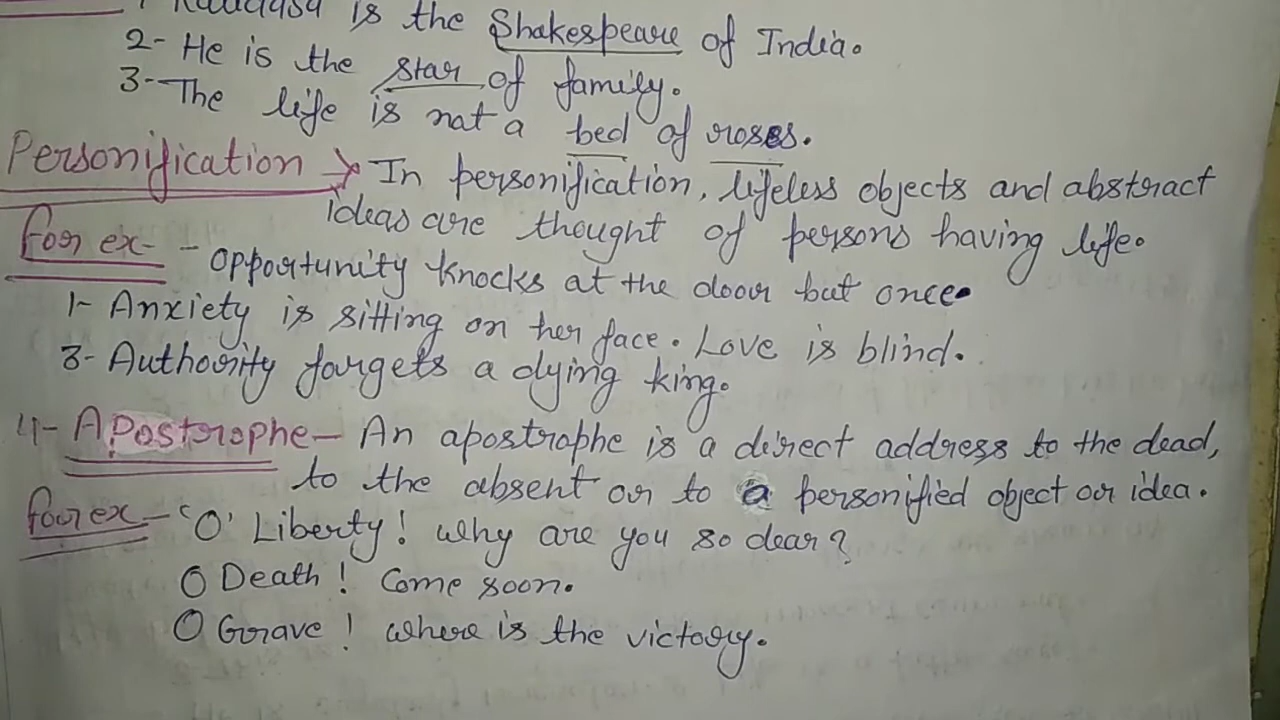 is the Shakespeare of India.
2- He is the star of family.
3- The life is not a bed of roses.
Personification → In personification, lifeless objects and abstract
ideas are thought of persons having life.
For ex- - Opportunity knocks at the door but once.
1- Anxiety is sitting on her face. Love is blind.
3- Authority forgets a dying king.
4- Apostrophe- An apostrophe is a direct address to the dead,
to the absent or to a personified object or idea.
For ex- 'O' Liberty! why are you so dear?
O Death! Come soon.
O Grave! where is the victory.